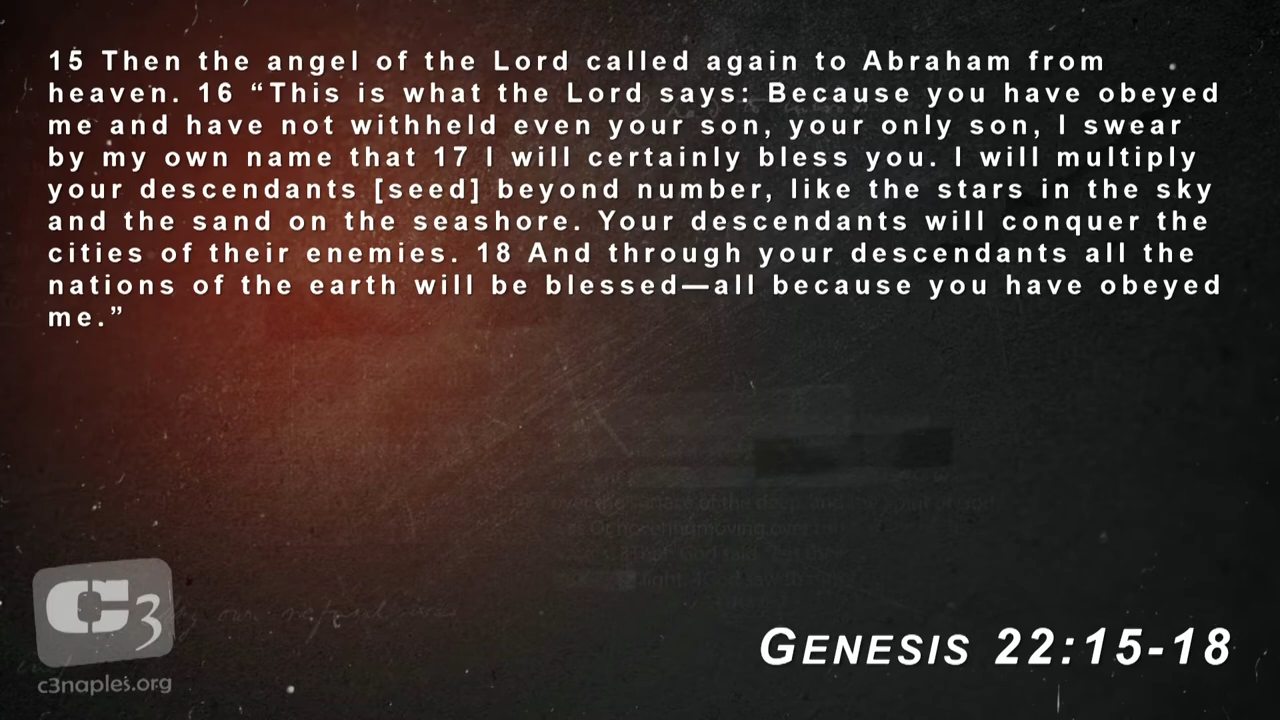 15 Then the angel of the Lord called again to Abraham from
heaven. 16 “This is what the Lord says: Because you have obeyed
me and have not withheld even your son, your only son, I swear
by my own name that 17 I will certainly bless you. I will multiply
your descendants [seed] beyond number, like the stars in the sky
and the sand on the seashore. Your descendants will conquer the
cities of their enemies. 18 And through your descendants all the
nations of the earth will be blessed—all because you have obeyed
me.”
C3
c3naples.org
GENESIS 22:15-18